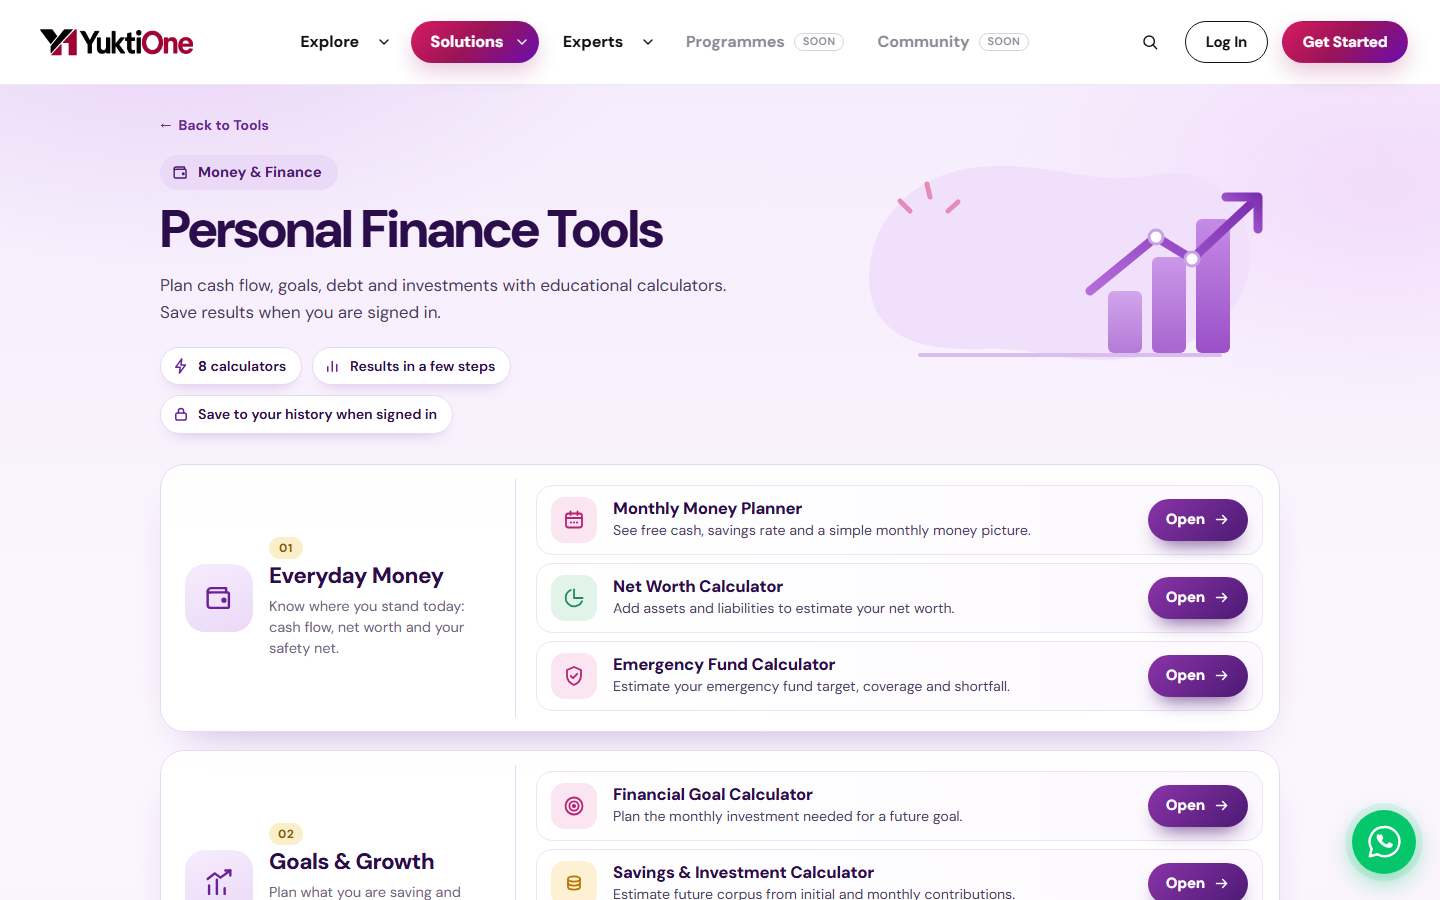 YuktiOne
Explore
Solutions
Experts
Programmes SOON
Community SOON
Log In
Get Started
← Back to Tools
Money & Finance
Personal Finance Tools
Plan cash flow, goals, debt and investments with educational calculators.
Save results when you are signed in.
8 calculators
Results in a few steps
Save to your history when signed in
01
Everyday Money
Know where you stand today:
cash flow, net worth and your
safety net.
Monthly Money Planner
See free cash, savings rate and a simple monthly money picture.
Open →
Net Worth Calculator
Add assets and liabilities to estimate your net worth.
Open →
Emergency Fund Calculator
Estimate your emergency fund target, coverage and shortfall.
Open →
02
Goals & Growth
Plan what you are saving and
Financial Goal Calculator
Plan the monthly investment needed for a future goal.
Open →
Savings & Investment Calculator
Estimate future corpus from initial and monthly contributions.
Open →